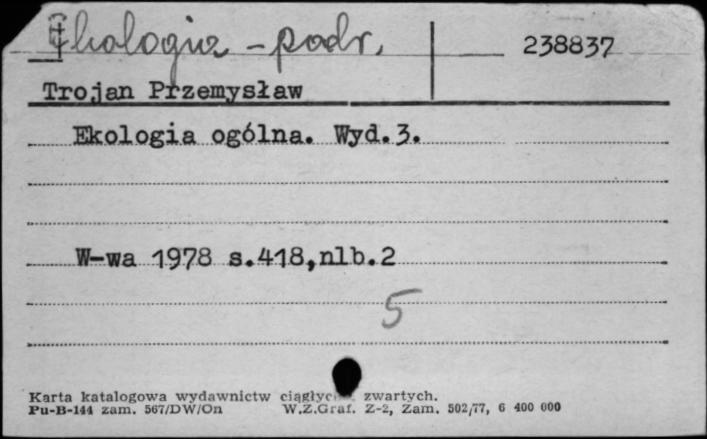 Ekologia - podr. 238837
Trojan Przemysław
Ekologia ogólna. Wyd.3.
W-wa 1978 s.418,nlb.2
5
Karta katalogowa wydawnictw zwartych.
Pu-B-144 zam. 567/DW/On W.Z.Graf. Z-2, Zam. 502/77, 6 400 000